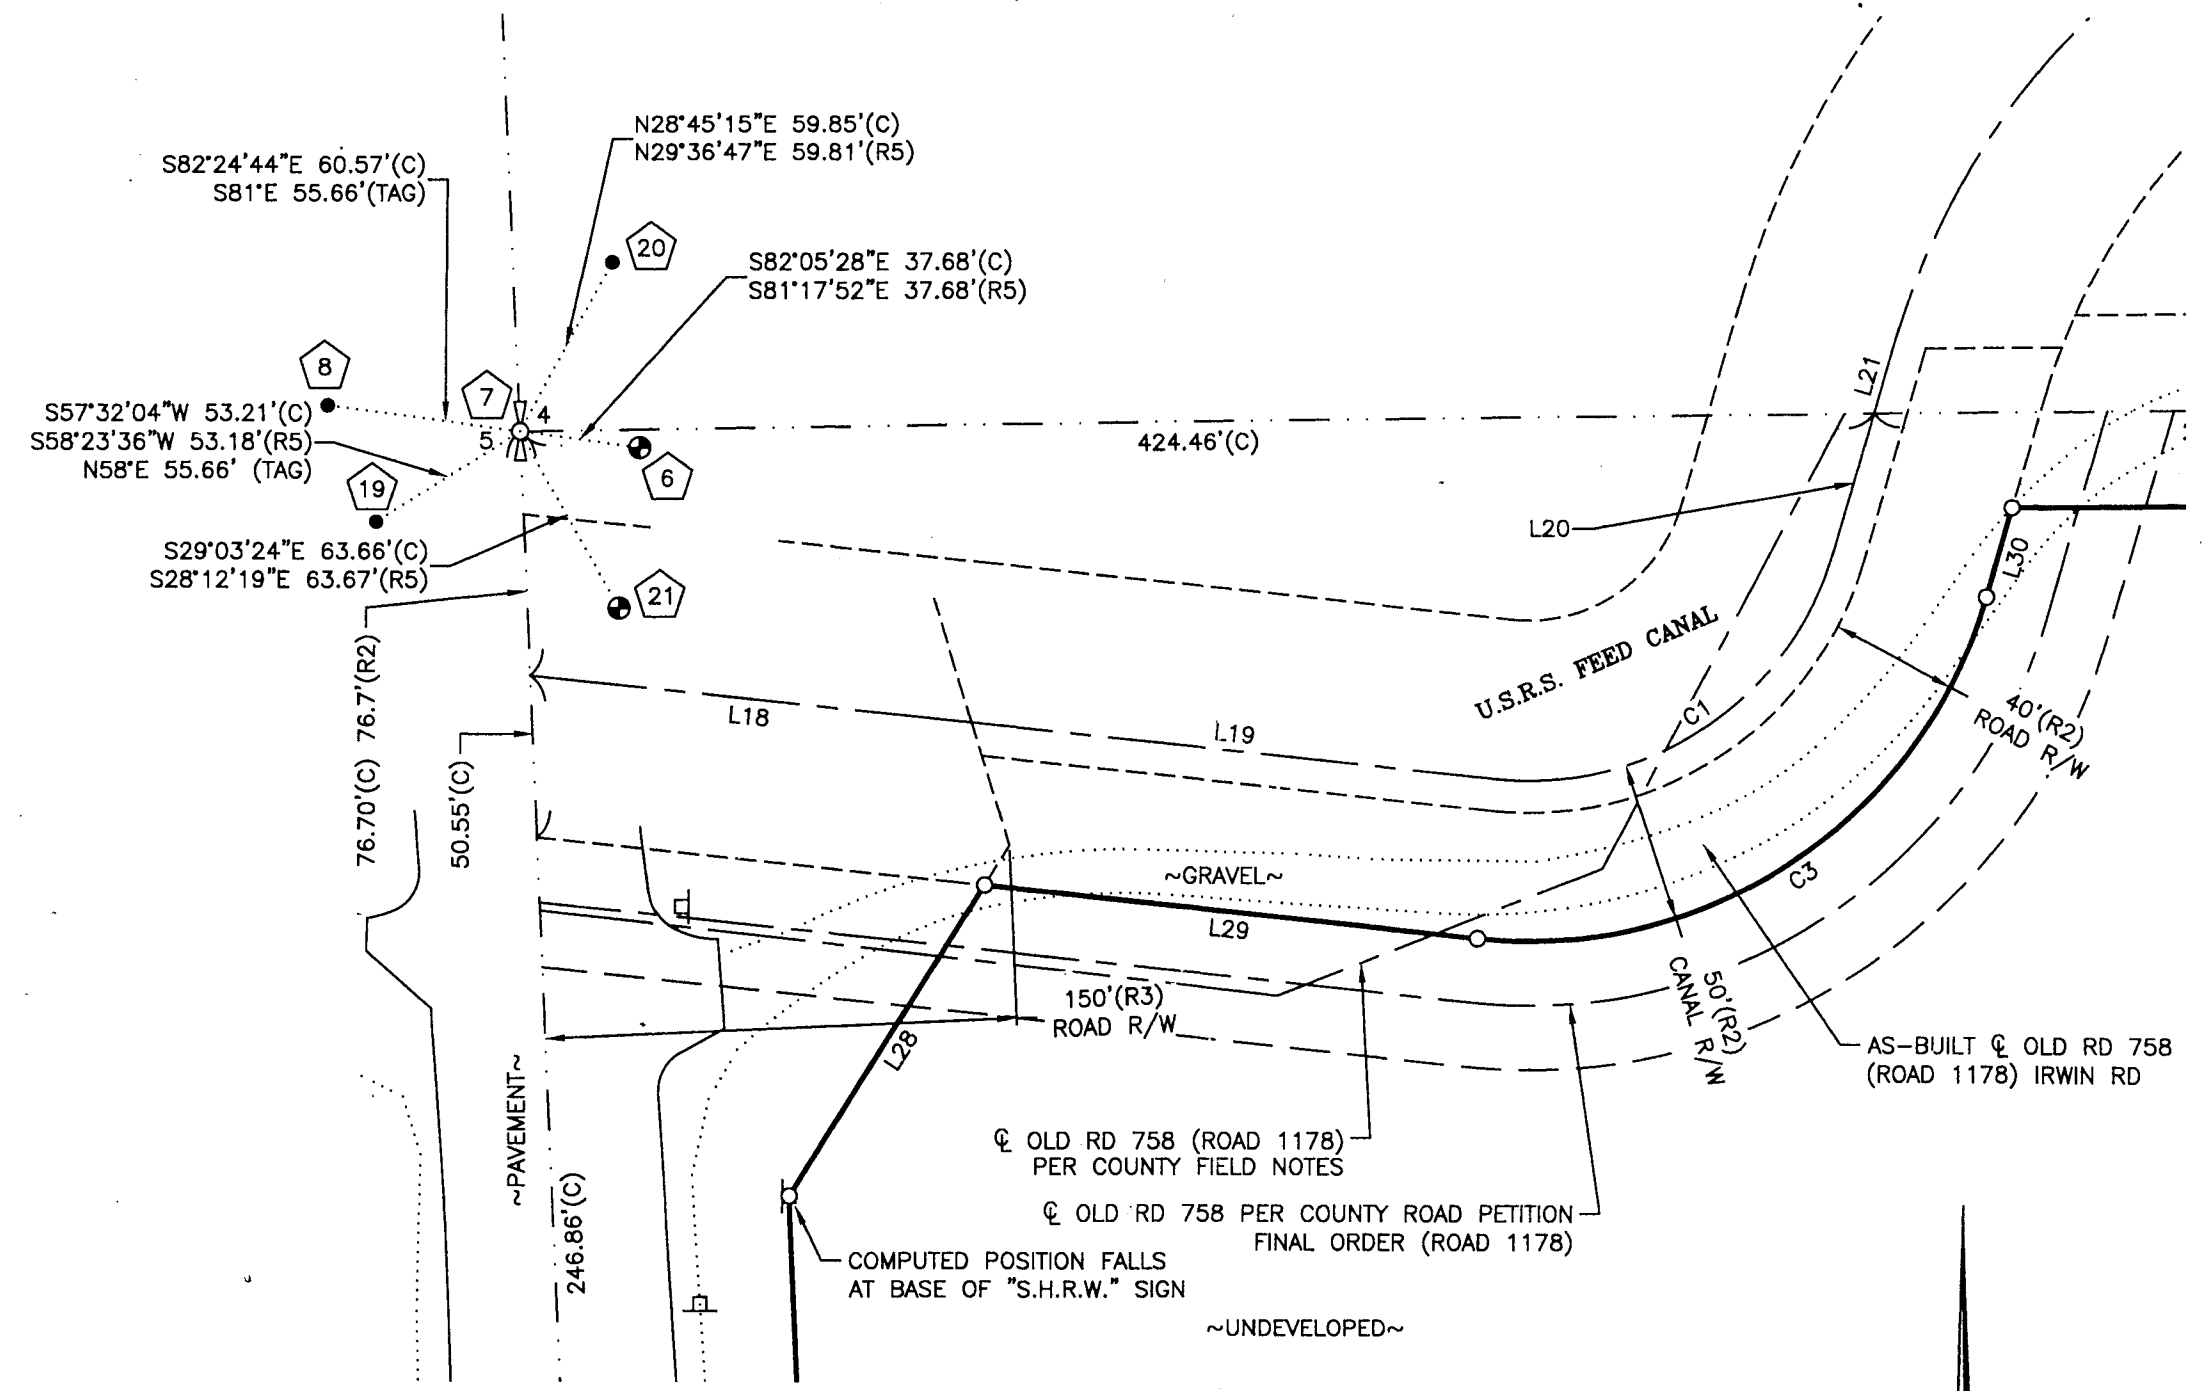 N28°45'15"E 59.85'(C)
N29°36'47"E 59.81'(R5)
S82°24'44"E 60.57'(C)
S81°E 55.66'(TAG)
20
S82°05'28"E 37.68'(C)
S81°17'52"E 37.68'(R5)
8
7
4
5
S57°32'04"W 53.21'(C)
S58°23'36"W 53.18'(R5)
N58°E 55.66' (TAG)
19
6
424.46'(C)
L21
L20
S29°03'24"E 63.66'(C)
S28°12'19"E 63.67'(R5)
21
L30
76.70'(C) 76.7'(R2)
50.55'(C)
U.S.R.S. FEED CANAL
L18
L19
C1
40'(R2)
ROAD R/W
~GRAVEL~
C3
L29
150'(R3)
ROAD R/W
50'(R2)
CANAL R/W
L28
AS-BUILT ℄ OLD RD 758
(ROAD 1178) IRWIN RD
~PAVEMENT~
℄ OLD RD 758 (ROAD 1178)
PER COUNTY FIELD NOTES
246.86'(C)
℄ OLD RD 758 PER COUNTY ROAD PETITION
FINAL ORDER (ROAD 1178)
COMPUTED POSITION FALLS
AT BASE OF "S.H.R.W." SIGN
~UNDEVELOPED~